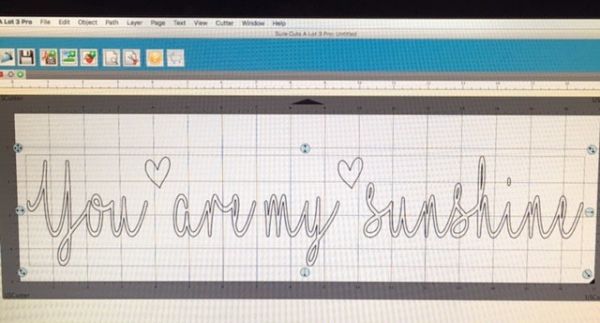 A Lot 3 Pro File Edit Object Path Layer Page Text View Cutter Window Help
Sure Cuts A Lot 3 Pro: Untitled
You are my sunshine